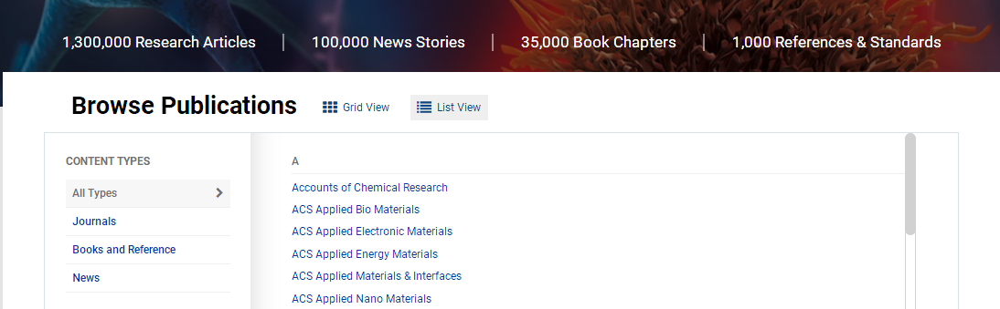 1,300,000 Research Articles | 100,000 News Stories | 35,000 Book Chapters | 1,000 References & Standards
Browse Publications Grid View List View
CONTENT TYPES
All Types
Journals
Books and Reference
News
A
Accounts of Chemical Research
ACS Applied Bio Materials
ACS Applied Electronic Materials
ACS Applied Energy Materials
ACS Applied Materials & Interfaces
ACS Applied Nano Materials